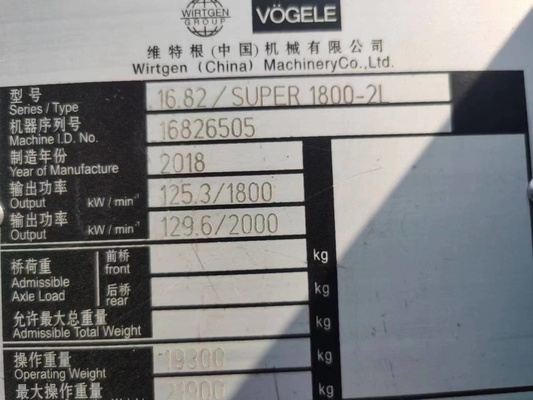 WIRTGEN
GROUP
VÖGELE
维特根(中国)机械有限公司
Wirtgen (China) MachineryCo.,Ltd.
型号
Series / Type
16.82/SUPER 1800-2L
机器序列号
Machine I.D. No.
16826505
制造年份
Year of Manufacture
2018
输出功率
Output kW / min⁻¹
125.3/1800
输出功率
Output kW / min⁻¹
129.6/2000
桥荷重
Admissible
Axle Load
前桥
front
kg
后桥
rear
kg
允许最大总重量
Admissible Total Weight
kg
操作重量
Operating Weight
19300
kg
最大操作重量
kg